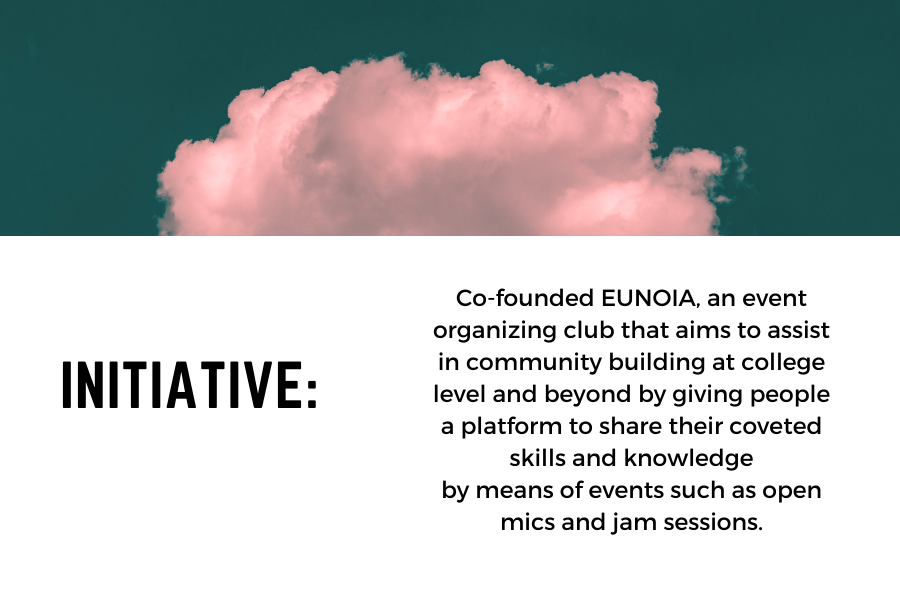 INITIATIVE:
Co-founded EUNOIA, an event
organizing club that aims to assist
in community building at college
level and beyond by giving people
a platform to share their coveted
skills and knowledge
by means of events such as open
mics and jam sessions.